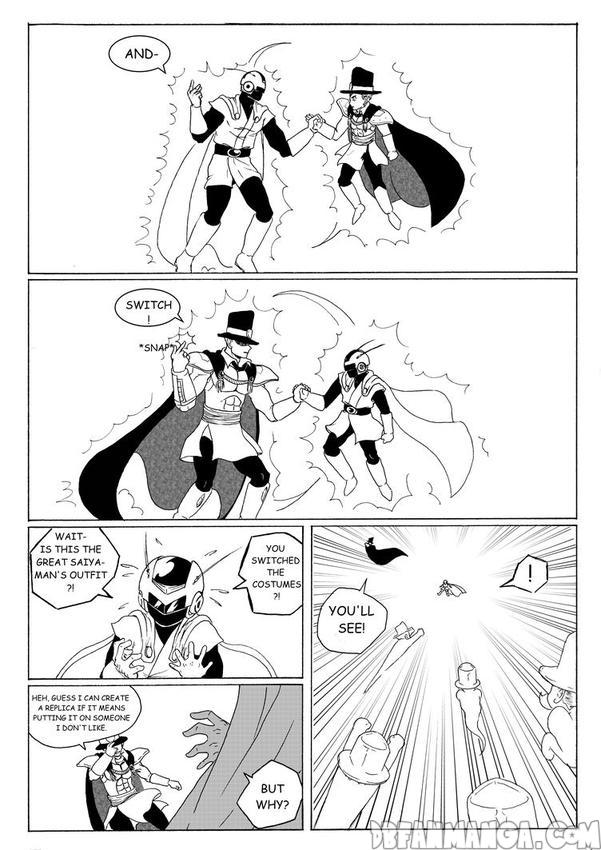 AND-
SWITCH
!
*SNAP*
WAIT-
IS THIS THE
GREAT SAIYA-
MAN'S OUTFIT
?!
YOU
SWITCHED
THE
COSTUMES
?!
HEH, GUESS I CAN CREATE
A REPLICA IF IT MEANS
PUTTING IT ON SOMEONE
I DON'T LIKE.
BUT
WHY?
YOU'LL
SEE!
!
DBFANMANGA.COM